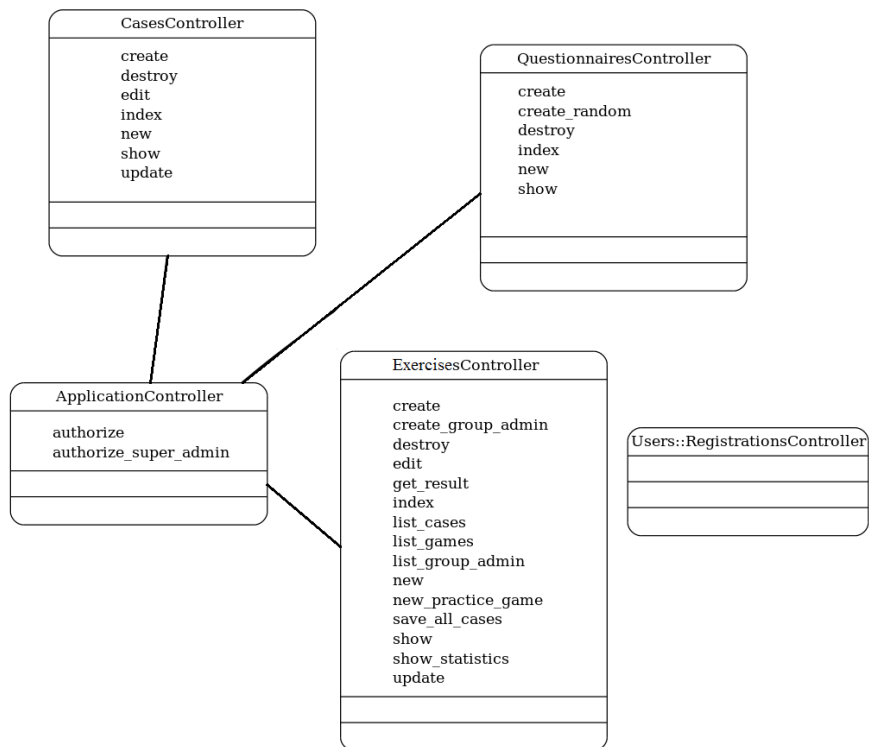 CasesController
create
destroy
edit
index
new
show
update
QuestionnairesController
create
create_random
destroy
index
new
show
ApplicationController
authorize
authorize_super_admin
ExercisesController
create
create_group_admin
destroy
edit
get_result
index
list_cases
list_games
list_group_admin
new
new_practice_game
save_all_cases
show
show_statistics
update
Users::RegistrationsController